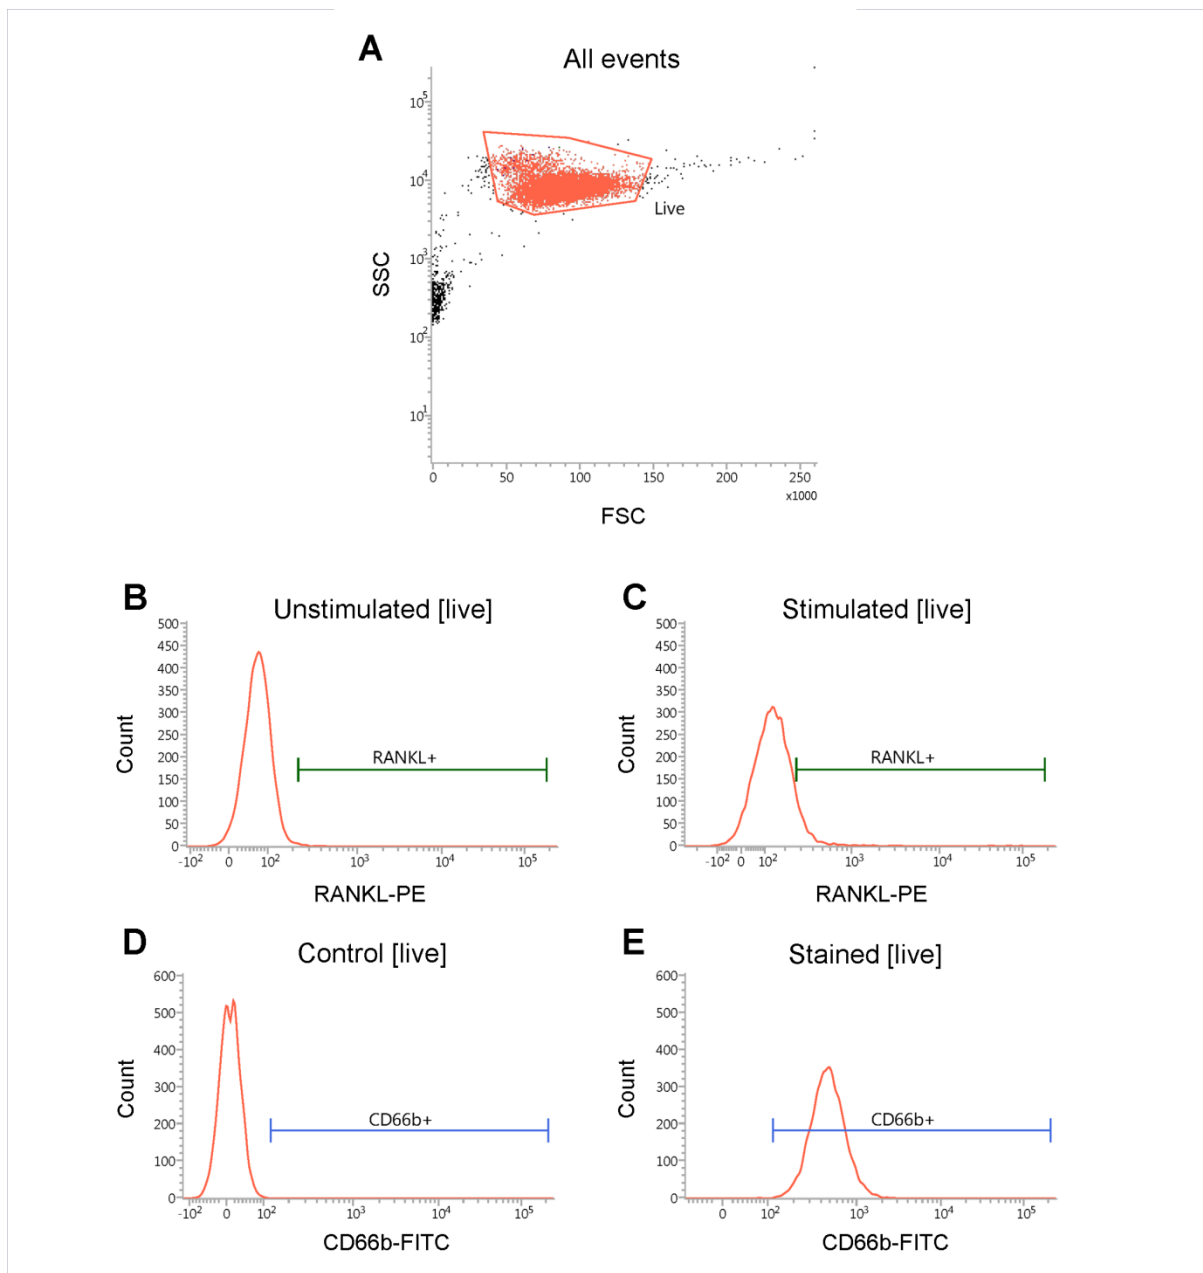 A
All events
10^5
10^4
10^3
10^2
10^1
SSC
Live
0 50 100 150 200 250
x1000
FSC
B
Unstimulated [live]
500
450
400
350
300
250
200
150
100
50
0
Count
RANKL+
-10^2 0 10^2 10^3 10^4 10^5
RANKL-PE
C
Stimulated [live]
500
450
400
350
300
250
200
150
100
50
0
Count
RANKL+
-10^2 0 10^2 10^3 10^4 10^5
RANKL-PE
D
Control [live]
600
500
400
300
200
100
0
Count
CD66b+
-10^2 0 10^2 10^3 10^4 10^5
CD66b-FITC
E
Stained [live]
600
500
400
300
200
100
0
Count
CD66b+
0 10^2 10^3 10^4 10^5
CD66b-FITC